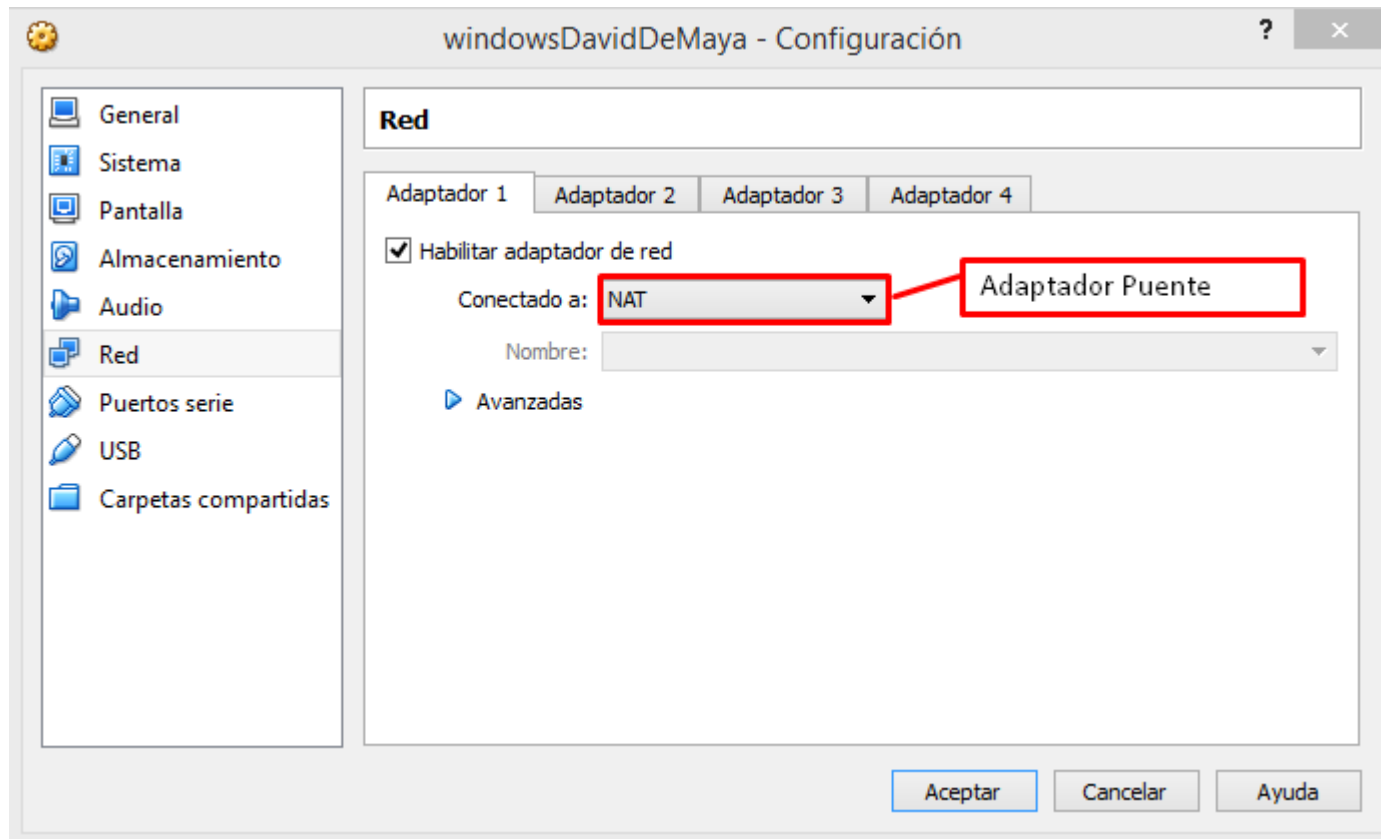 windowsDavidDeMaya - Configuración
?
×
General
Sistema
Pantalla
Almacenamiento
Audio
Red
Puertos serie
USB
Carpetas compartidas
Red
Adaptador 1
Adaptador 2
Adaptador 3
Adaptador 4
Habilitar adaptador de red
Conectado a: NAT
Adaptador Puente
Nombre:
Avanzadas
Aceptar
Cancelar
Ayuda